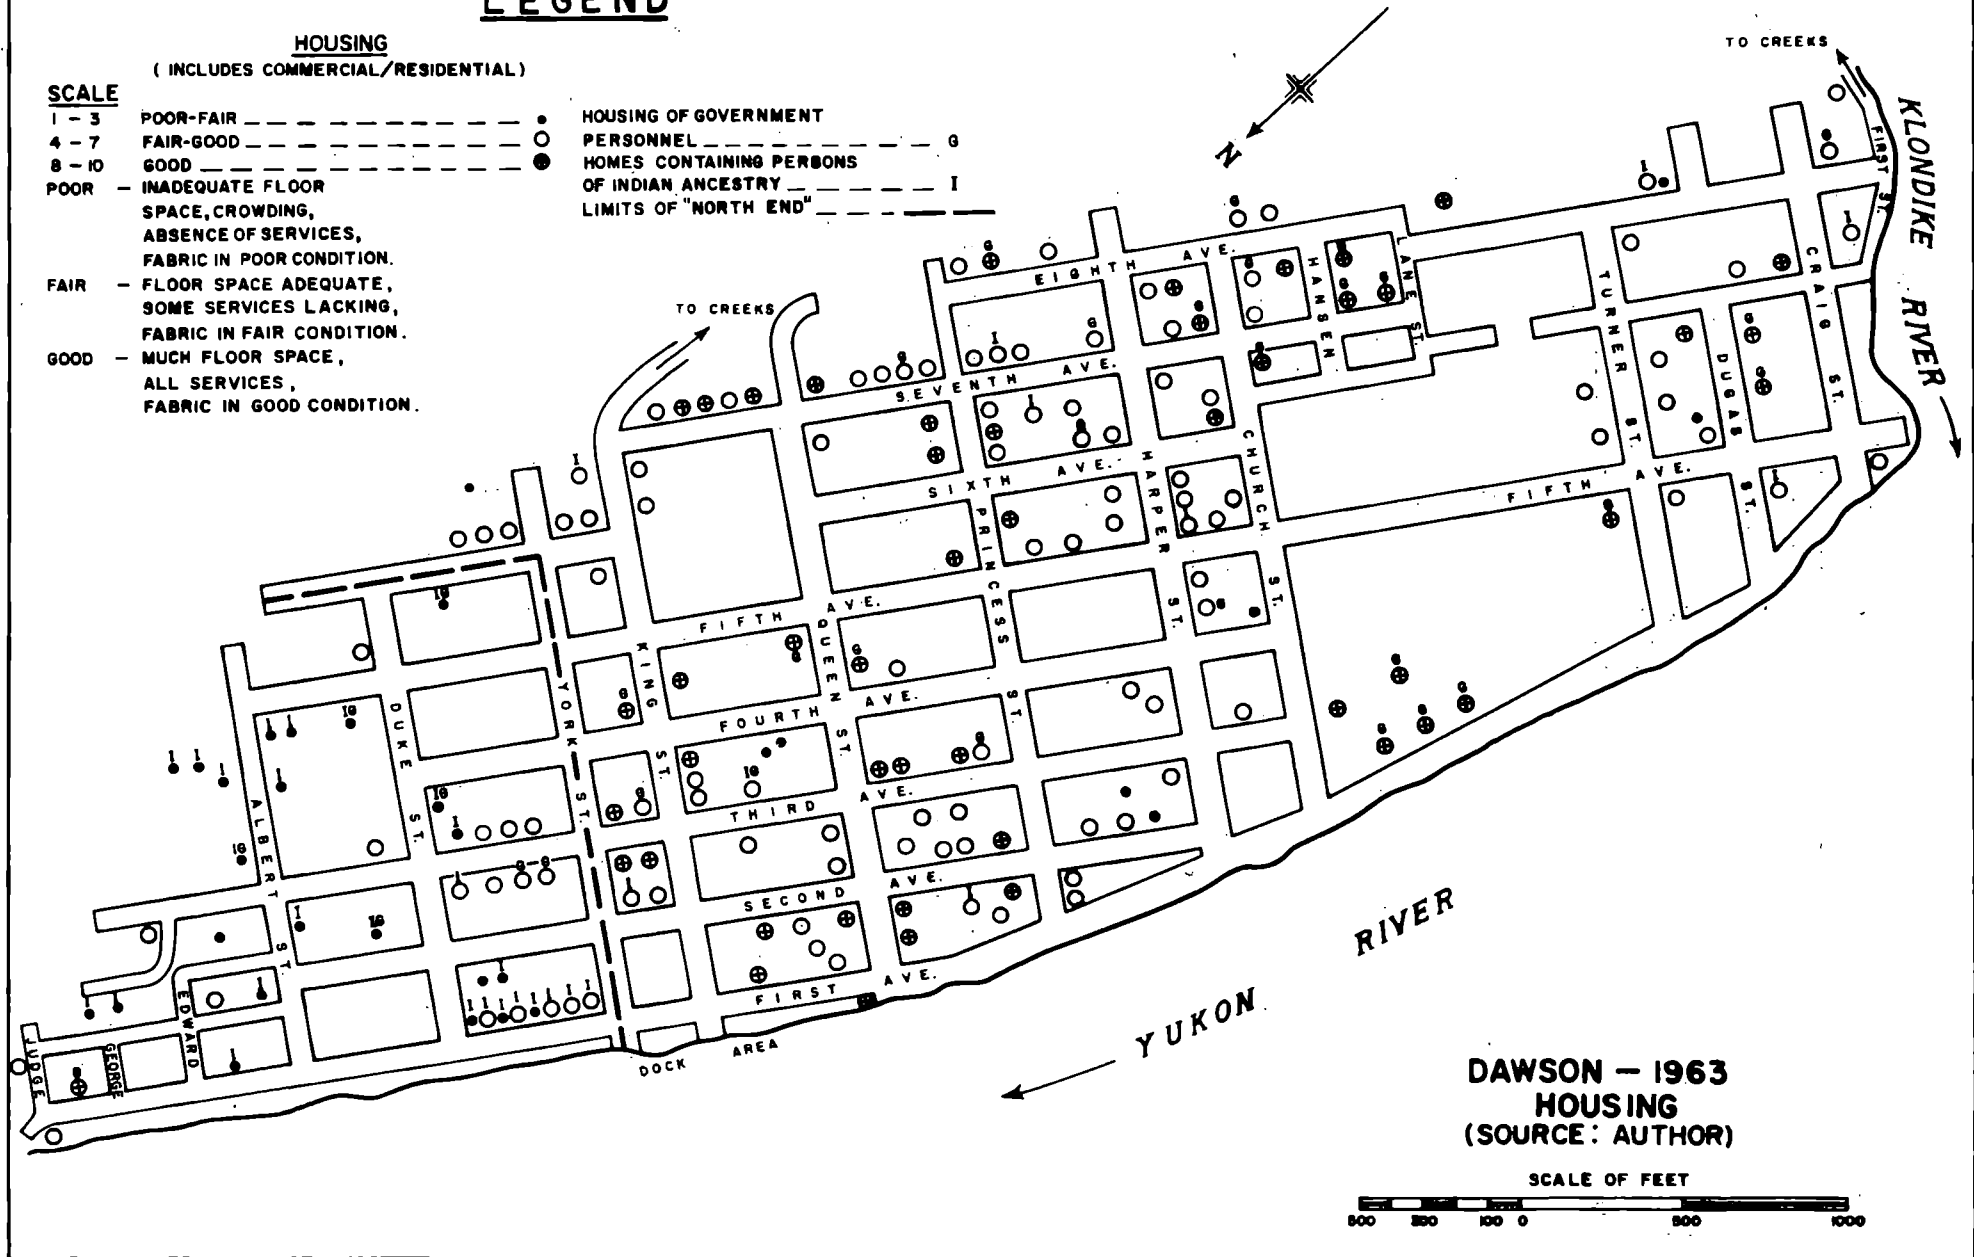 LEGEND
HOUSING
( INCLUDES COMMERCIAL/RESIDENTIAL)
SCALE
1 - 3 POOR-FAIR
4 - 7 FAIR-GOOD
8 - 10 GOOD
POOR - INADEQUATE FLOOR
SPACE, CROWDING,
ABSENCE OF SERVICES,
FABRIC IN POOR CONDITION.
FAIR - FLOOR SPACE ADEQUATE,
SOME SERVICES LACKING,
FABRIC IN FAIR CONDITION.
GOOD - MUCH FLOOR SPACE,
ALL SERVICES,
FABRIC IN GOOD CONDITION.
HOUSING OF GOVERNMENT
PERSONNEL G
HOMES CONTAINING PERSONS
OF INDIAN ANCESTRY I
LIMITS OF "NORTH END"
N
TO CREEKS
TO CREEKS
KLONDIKE RIVER
FIRST ST.
EIGHTH AVE.
SEVENTH AVE.
SIXTH AVE.
FIFTH AVE.
FIFTH AVE.
FOURTH AVE.
THIRD AVE.
SECOND AVE.
FIRST AVE.
JUDGE
GEORGE
EDWARD
ALBERT ST.
DUKE ST.
YORK ST.
KING ST.
QUEEN ST.
PRINCESS ST.
HARPER ST.
CHURCH ST.
HANSEN
LANE ST.
TURNER ST.
DUGAS ST.
CRAIG ST.
DOCK AREA
YUKON RIVER
DAWSON - 1963
HOUSING
(SOURCE: AUTHOR)
SCALE OF FEET
500 300 100 0 500 1000